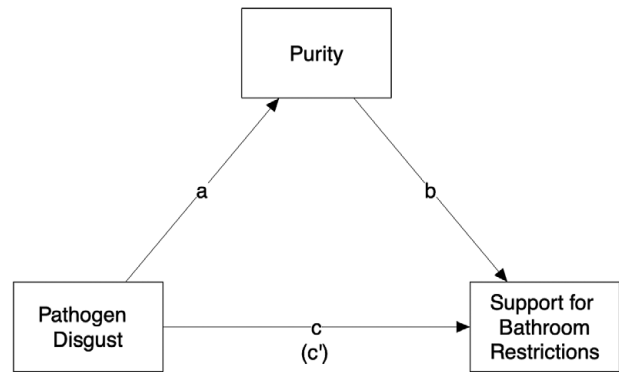 Purity
a
b
Pathogen
Disgust
c
(c')
Support for
Bathroom
Restrictions